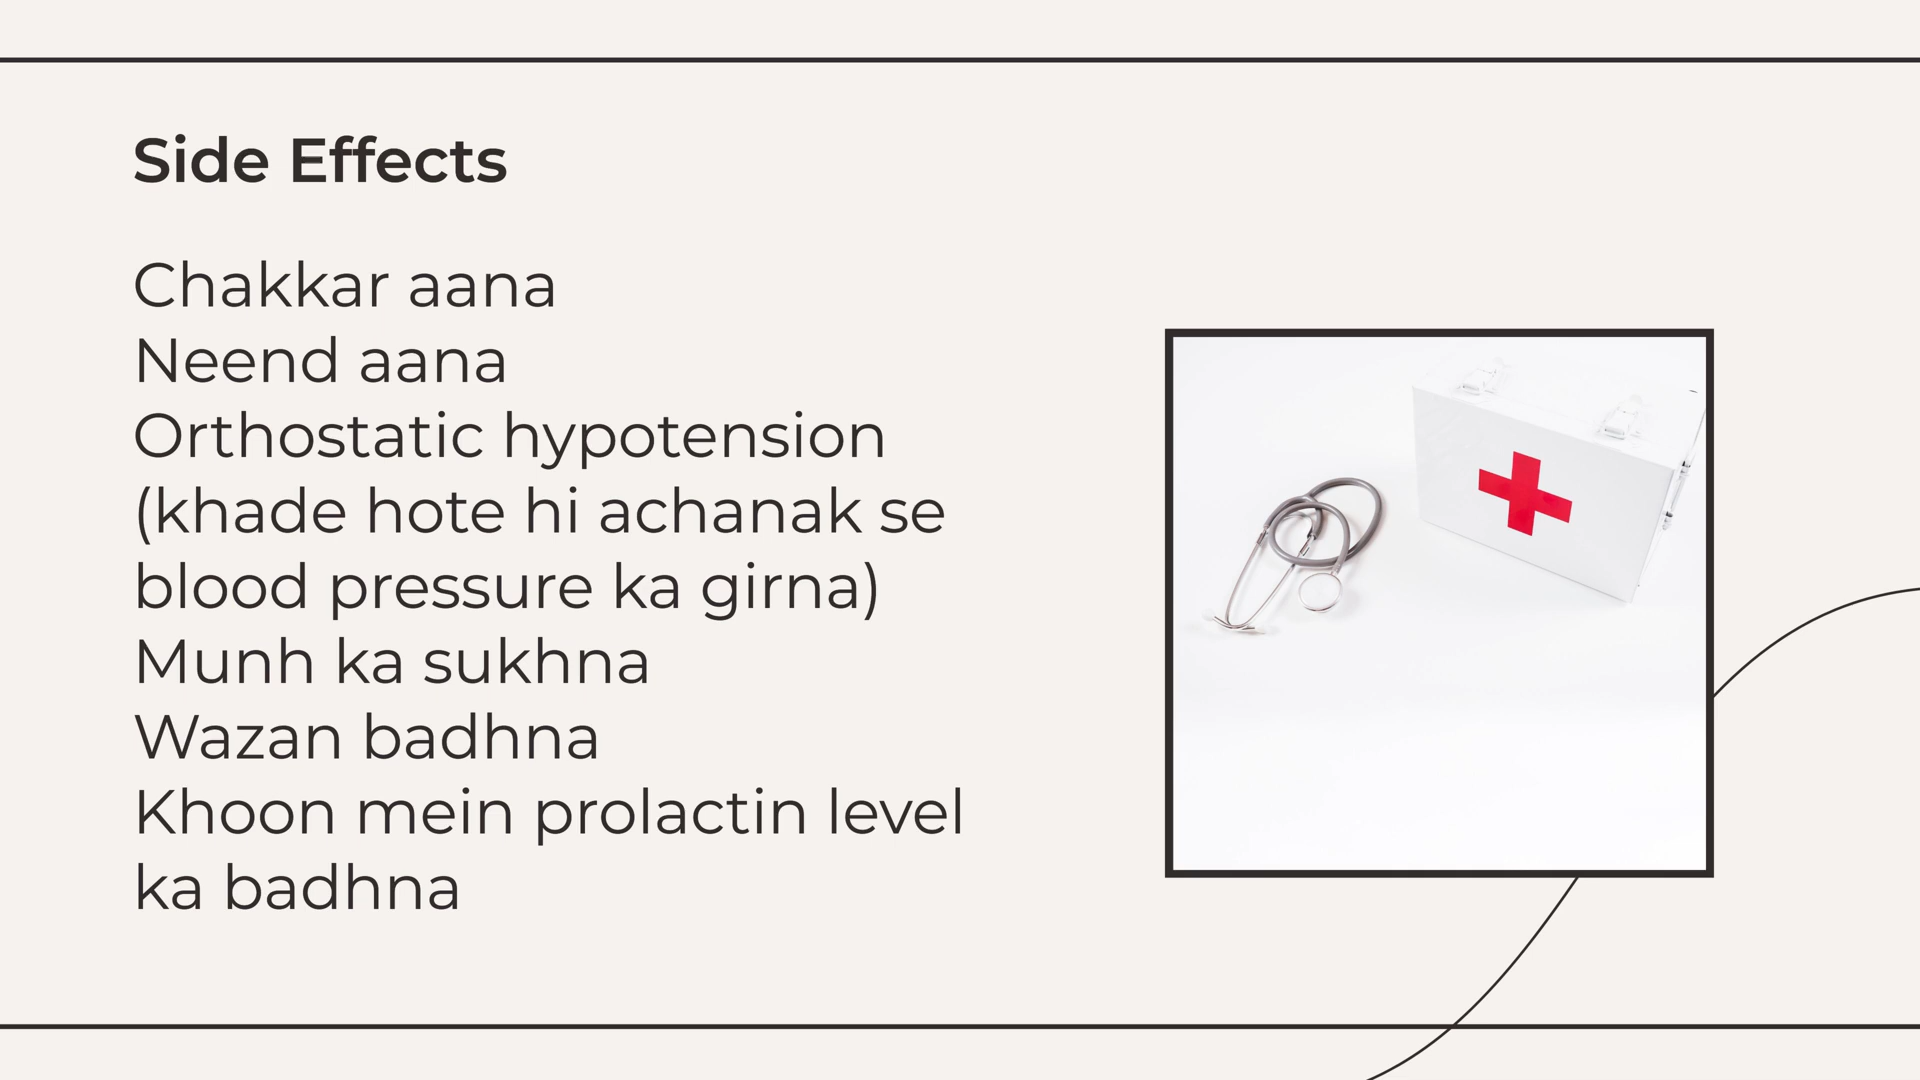 Side Effects
Chakkar aana
Neend aana
Orthostatic hypotension
(khade hote hi achanak se
blood pressure ka girna)
Munh ka sukhna
Wazan badhna
Khoon mein prolactin level
ka badhna